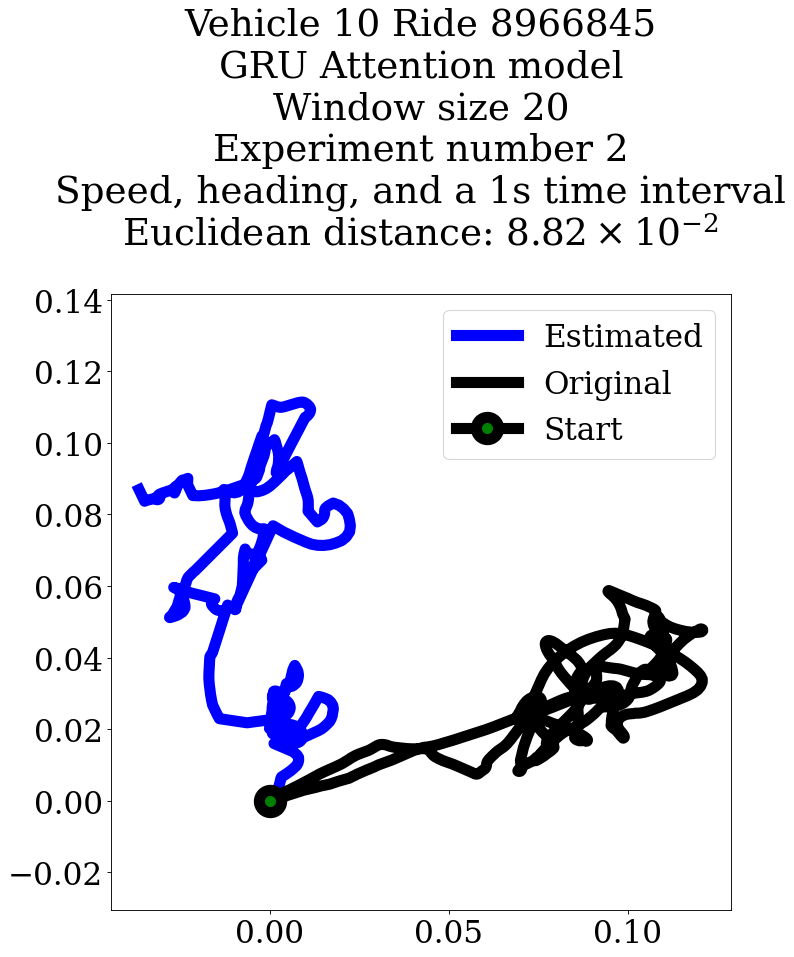 Vehicle 10 Ride 8966845
GRU Attention model
Window size 20
Experiment number 2
Speed, heading, and a 1s time interval
Euclidean distance: 8.82 × 10⁻²
0.14
0.12
0.10
0.08
0.06
0.04
0.02
0.00
−0.02
Estimated
Original
Start
0.00 0.05 0.10